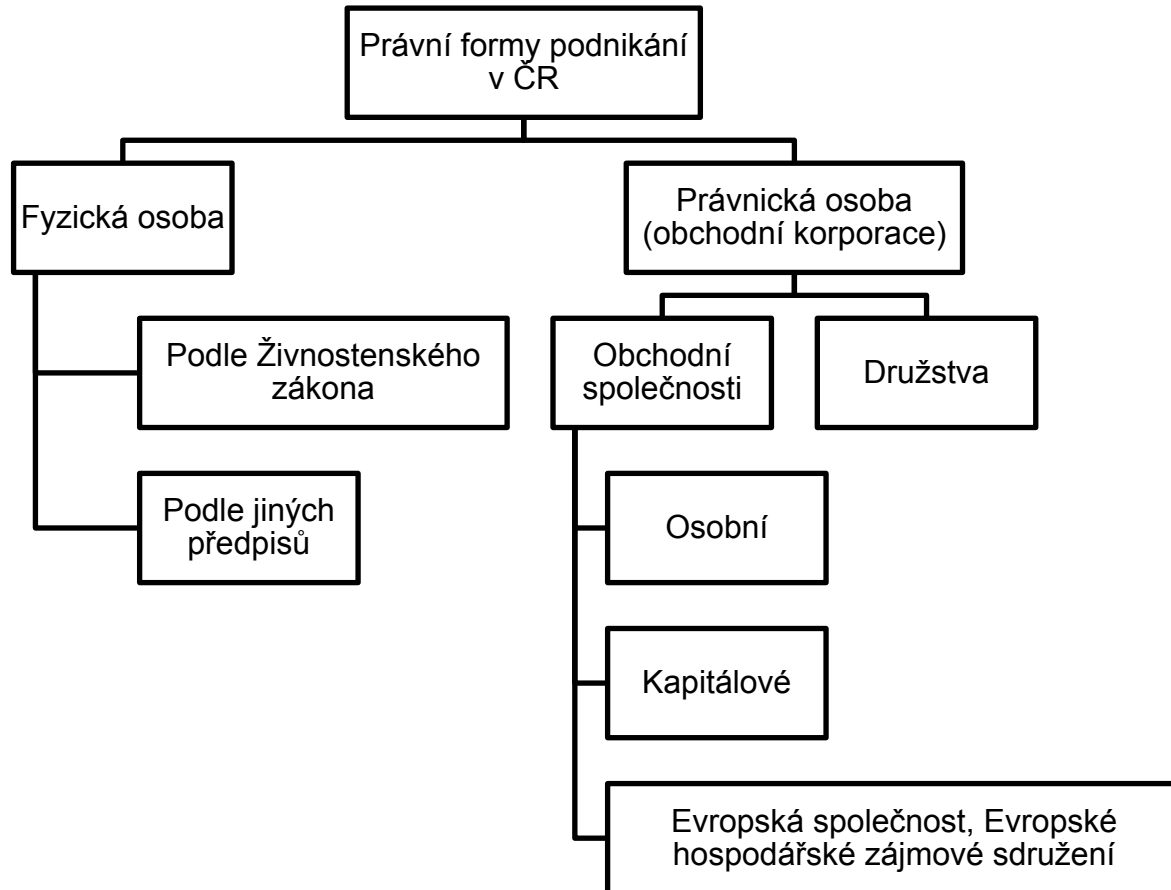 Právní formy podnikání
v ČR
Fyzická osoba
Právnická osoba
(obchodní korporace)
Podle Živnostenského
zákona
Obchodní
společnosti
Družstva
Podle jiných
předpisů
Osobní
Kapitálové
Evropská společnost, Evropské
hospodářské zájmové sdružení